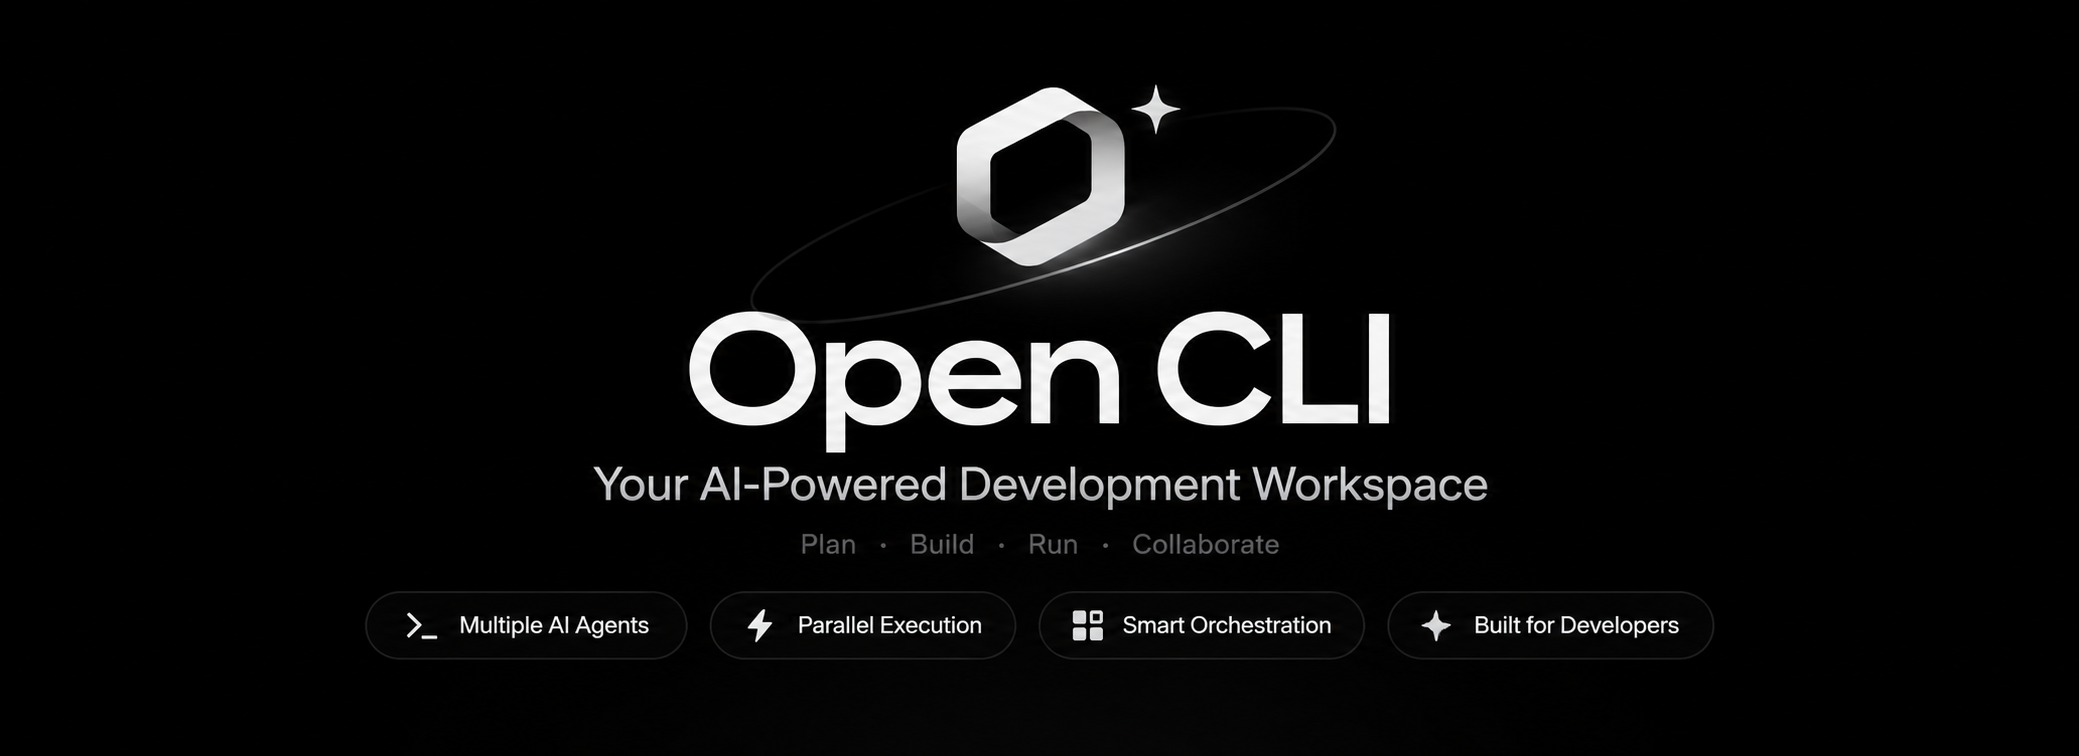 Open CLI
Your AI-Powered Development Workspace
Plan · Build · Run · Collaborate
Multiple AI Agents
Parallel Execution
Smart Orchestration
Built for Developers